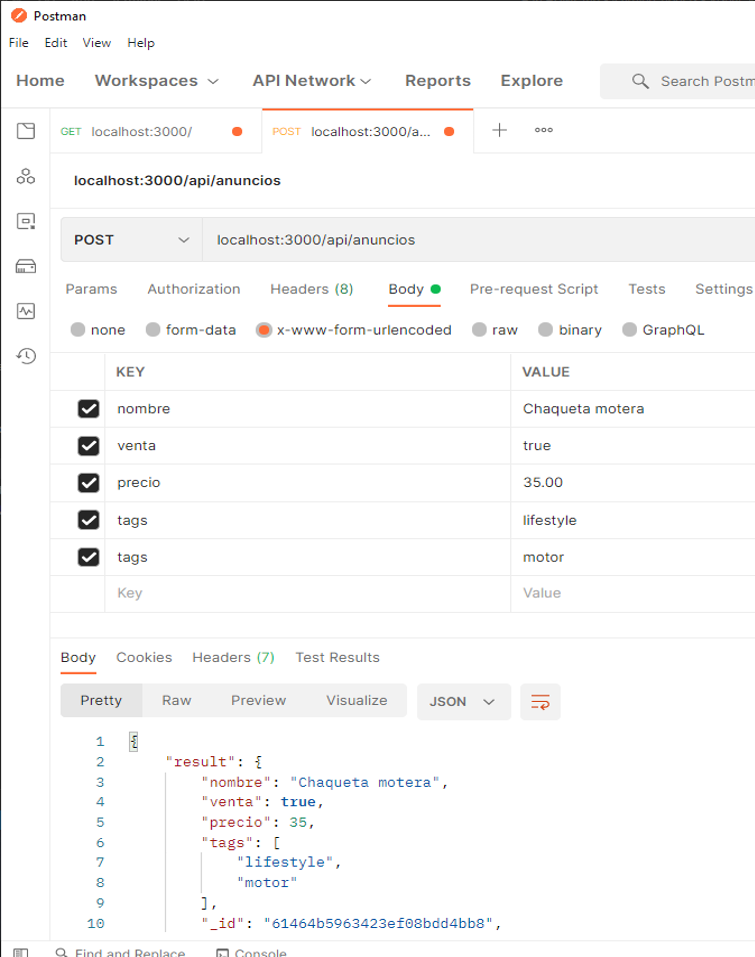 Postman
File Edit View Help
Home Workspaces API Network Reports Explore Search Postm
GET localhost:3000/ POST localhost:3000/a... + ooo
localhost:3000/api/anuncios
POST localhost:3000/api/anuncios
Params Authorization Headers (8) Body Pre-request Script Tests Settings
none form-data x-www-form-urlencoded raw binary GraphQL
KEY VALUE
nombre Chaqueta motera
venta true
precio 35.00
tags lifestyle
tags motor
Key Value
Body Cookies Headers (7) Test Results
Pretty Raw Preview Visualize JSON
1 {
2 "result": {
3 "nombre": "Chaqueta motera",
4 "venta": true,
5 "precio": 35,
6 "tags": [
7 "lifestyle",
8 "motor"
9 ],
10 "_id": "61464b5963423ef08bdd4bb8",
Find and Replace Console